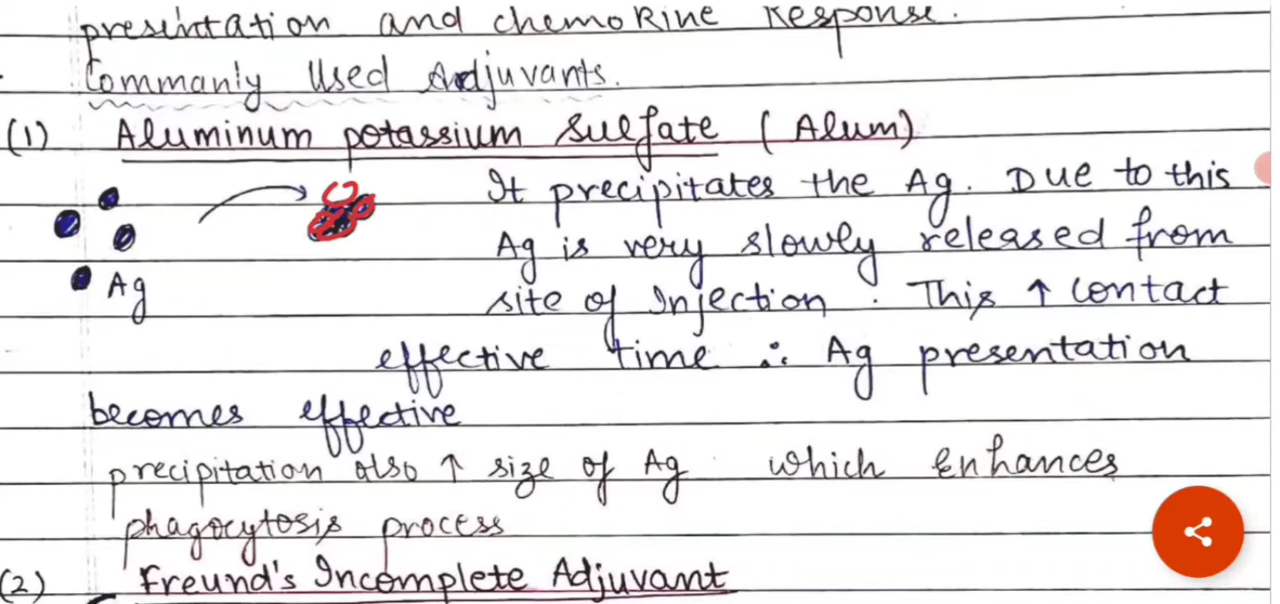 presentation and chemokine Response.
Commanly Used Adjuvants.
(1) Aluminum potassium sulfate (Alum)
It precipitates the Ag. Due to this
Ag is very slowly released from
Ag
site of Injection. This ↑ contact
effective time ∴ Ag presentation
becomes effective
precipitation also ↑ size of Ag which enhances
phagocytosis process
(2) Freund's Incomplete Adjuvant